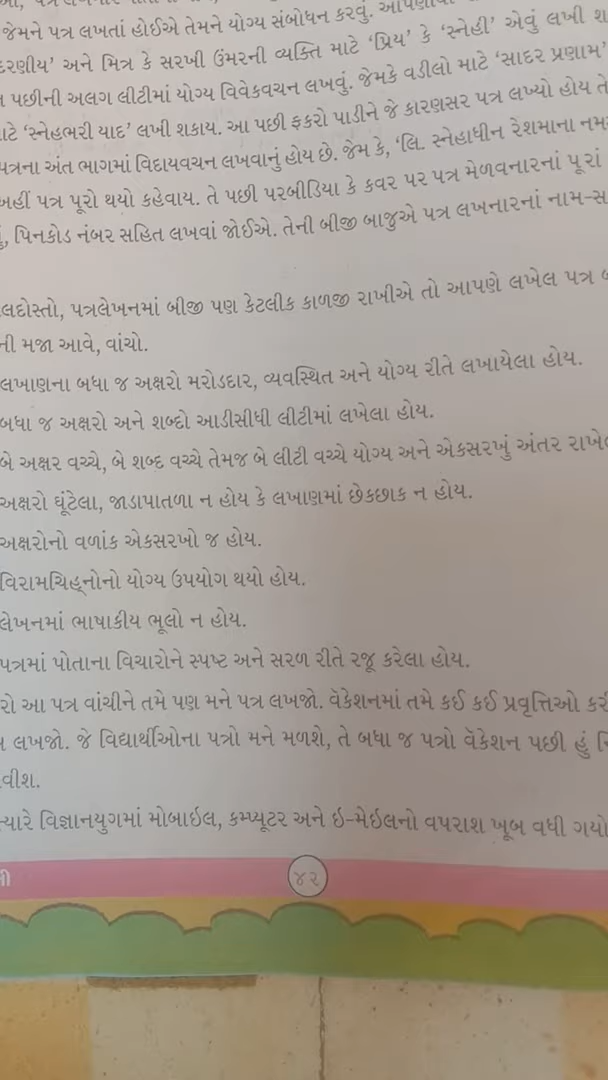 જેમને પત્ર લખતાં હોઈએ તેમને યોગ્ય સંબોધન કરવું.
અને મિત્ર કે સરખી ઉંમરની વ્યક્તિ માટે ‘પ્રિય’ કે ‘સ્નેહી’ એવું લખી
પછીની અલગ લીટીમાં યોગ્ય વિવેકવચન લખવું. જેમકે વડીલો માટે ‘સાદર પ્રણામ’
‘સ્નેહભરી યાદ’ લખી શકાય. આ પછી ફકરો પાડીને જે કારણસર પત્ર લખ્યો હોય તે
પત્રના અંત ભાગમાં વિદાયવચન લખવાનું હોય છે. જેમ કે, ‘લિ. સ્નેહાધીન રેશમાના
અહીં પત્ર પૂરો થયો કહેવાય. તે પછી પરબીડિયા કે કવર પર પત્ર મેળવનારનાં પૂરાં
પિનકોડ નંબર સહિત લખવાં જોઈએ. તેની બીજી બાજુએ પત્ર લખનારનાં નામ-
પત્રલેખનમાં બીજી પણ કેટલીક કાળજી રાખીએ તો આપણે લખેલ પત્ર
મજા આવે, વાંચો.
લખાણના બધા જ અક્ષરો મરોડદાર, વ્યવસ્થિત અને યોગ્ય રીતે લખાયેલા હોય.
બધા જ અક્ષરો અને શબ્દો આડીસીધી લીટીમાં લખેલા હોય.
બે અક્ષર વચ્ચે, બે શબ્દ વચ્ચે તેમજ બે લીટી વચ્ચે યોગ્ય અને એકસરખું અંતર
અક્ષરો ઘૂંટેલા, જાડાપાતળા ન હોય કે લખાણમાં છેકછાક ન હોય.
અક્ષરોનો વળાંક એકસરખો જ હોય.
વિરામચિહ્નોનો યોગ્ય ઉપયોગ થયો હોય.
લેખનમાં ભાષાકીય ભૂલો ન હોય.
પત્રમાં પોતાના વિચારોને સ્પષ્ટ અને સરળ રીતે રજૂ કરેલા હોય.
આ પત્ર વાંચીને તમે પણ મને પત્ર લખજો. વૅકેશનમાં તમે કઈ કઈ પ્રવૃત્તિઓ
લખજો. જે વિદ્યાર્થીઓના પત્રો મને મળશે, તે બધા જ પત્રો વૅકેશન પછી હું
વિજ્ઞાનયુગમાં મોબાઇલ, કમ્પ્યૂટર અને ઇ-મેઇલનો વપરાશ ખૂબ વધી ગયો
૪૨